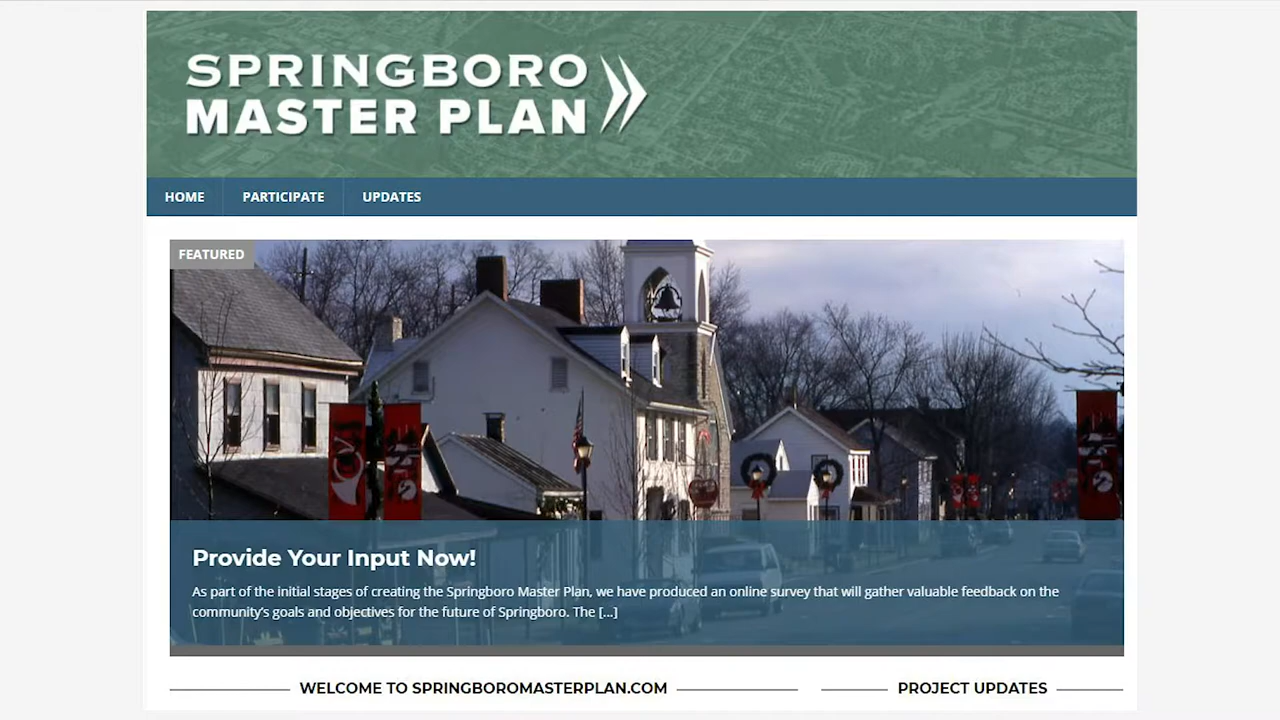 SPRINGBORO
MASTER PLAN
HOME PARTICIPATE UPDATES
FEATURED
Provide Your Input Now!
As part of the initial stages of creating the Springboro Master Plan, we have produced an online survey that will gather valuable feedback on the
community's goals and objectives for the future of Springboro. The [...]
WELCOME TO SPRINGBOROMASTERPLAN.COM PROJECT UPDATES